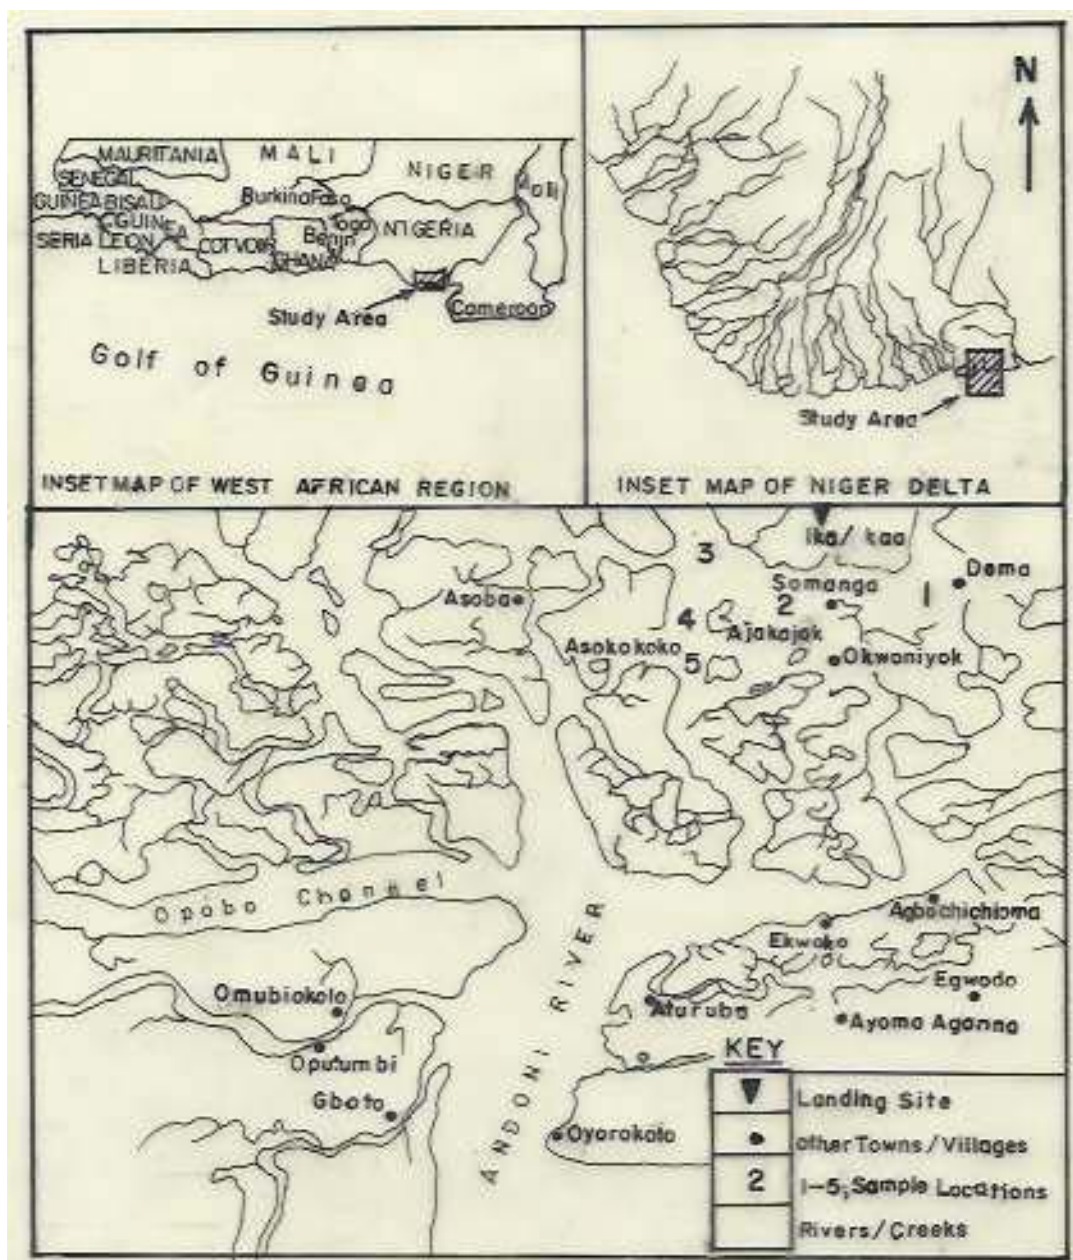 N
MAURITANIA
MALI
NIGER
SENEGAL
Burkina Faso
GUINEA BISAU
GUINEA
Togo
NIGERIA
SERIA LEON
COTVOIR
Benin
LIBERIA
GHANA
Study Area
Cameroon
Golf of Guinea
Study Area
INSET MAP OF WEST AFRICAN REGION
INSET MAP OF NIGER DELTA
Ika/ kaa
3
Dema
Somanga
1
Asoba
2
4
Ajakajak
Asokokoko
5
Okwaniyok
Opobo Channel
Agbachichioma
Ekwoko
ANDONI RIVER
Egwodo
Omubiokolo
Ataruba
Ayoma Aganna
Oputumbi
KEY
Gboto
Landing Site
Oyorokoto
other Towns/Villages
2
1-5, Sample Locations
Rivers/Creeks